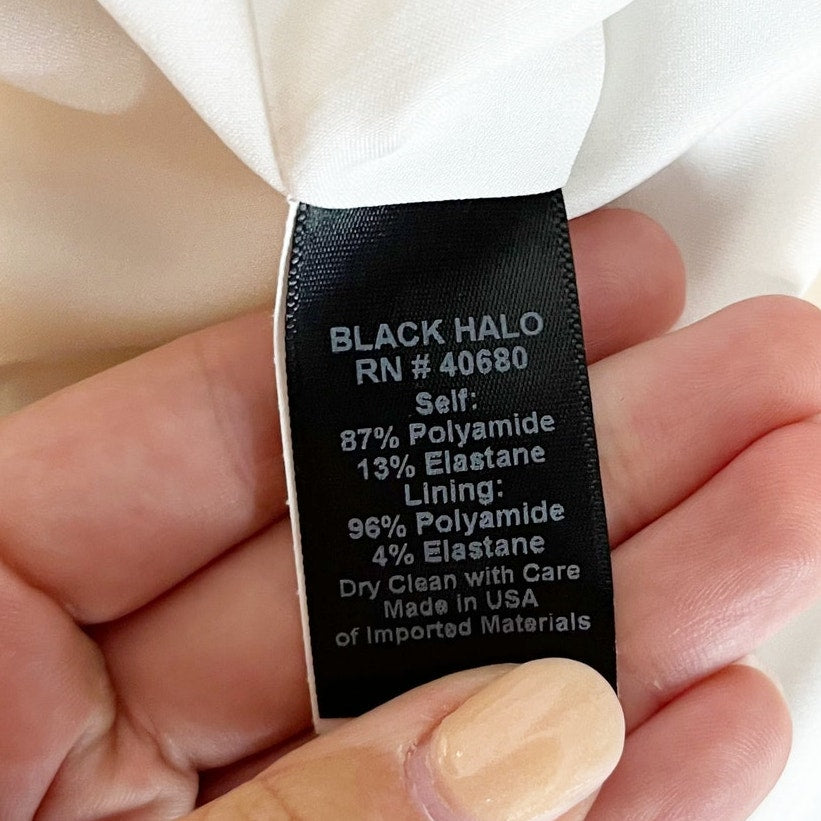 BLACK HALO
RN # 40680
Self:
87% Polyamide
13% Elastane
Lining:
96% Polyamide
4% Elastane
Dry Clean with Care
Made in USA
of Imported Materials